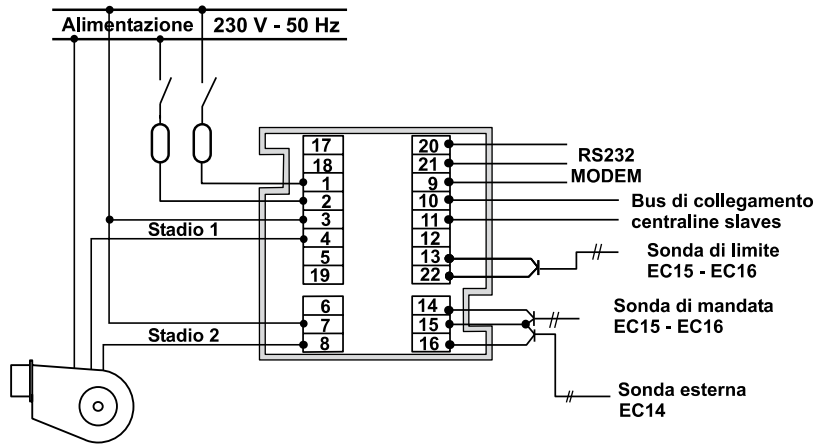 Alimentazione 230 V - 50 Hz
17
18
1
2
3
4
5
19
6
7
8
20
21
9
10
11
12
13
22
14
15
16
Stadio 1
Stadio 2
RS232
MODEM
Bus di collegamento
centraline slaves
Sonda di limite
EC15 - EC16
Sonda di mandata
EC15 - EC16
Sonda esterna
EC14